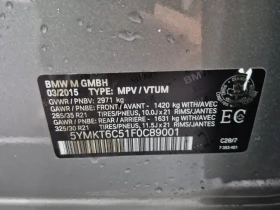 BMW M GMBH
03/2015 TYPE: MPV / VTUM
GVWR / PNBV: 2971 kg
GAWR / PNBE: FRONT / AVANT - 1420 kg WITH/AVEC
285/35 R21 TIRES/PNEU, RIMS/JANTES 10.0J x 21
GAWR / PNBE: REAR / ARRIERE - 1631 kg WITH/AVEC
325/30 R21 TIRES/PNEU, RIMS/JANTES 11.5J x 21
5YMKT6C51F0C89001
EC